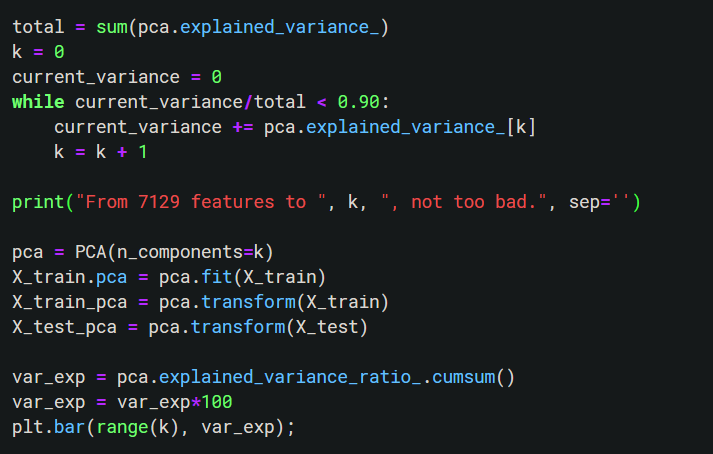 total = sum(pca.explained_variance_)
k = 0
current_variance = 0
while current_variance/total < 0.90:
    current_variance += pca.explained_variance_[k]
    k = k + 1

print("From 7129 features to ", k, ", not too bad.", sep='')

pca = PCA(n_components=k)
X_train.pca = pca.fit(X_train)
X_train_pca = pca.transform(X_train)
X_test_pca = pca.transform(X_test)

var_exp = pca.explained_variance_ratio_.cumsum()
var_exp = var_exp*100
plt.bar(range(k), var_exp);